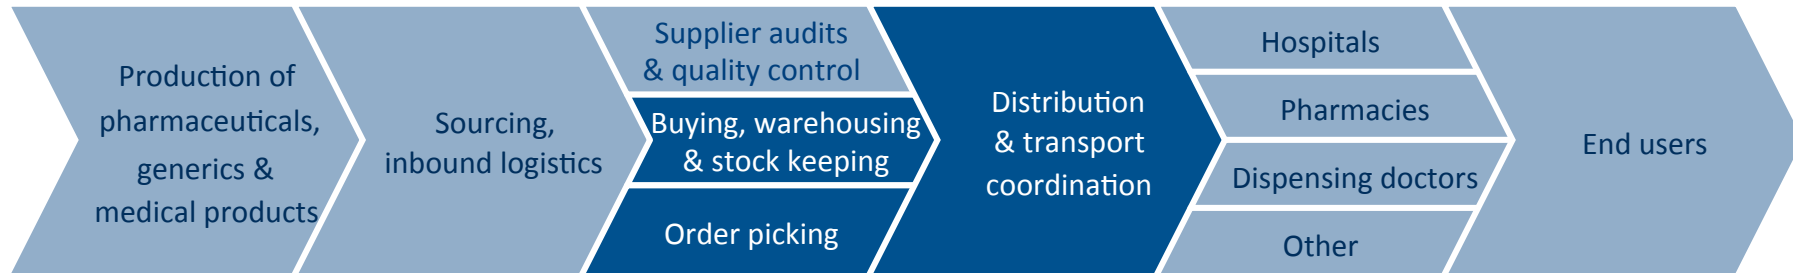 Production of
pharmaceuticals,
generics &
medical products
Sourcing,
inbound logistics
Supplier audits
& quality control
Buying, warehousing
& stock keeping
Order picking
Distribution
& transport
coordination
Hospitals
Pharmacies
Dispensing doctors
Other
End users